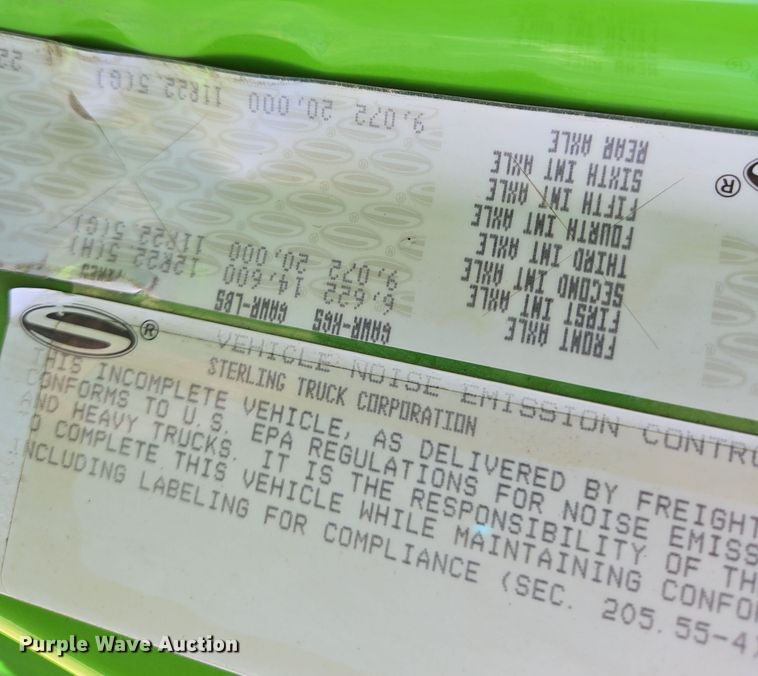 GAWR-KGS GAWR-LBS TIRES
FRONT AXLE 6,622 14,600 12R22.5(H)
FIRST INT AXLE 9,072 20,000 11R22.5(G)
SECOND INT AXLE
THIRD INT AXLE
FOURTH INT AXLE
FIFTH INT AXLE
SIXTH INT AXLE
REAR AXLE 9,072 20,000 11R22.5(G) 22
®
®
VEHICLE NOISE EMISSION CONTRO
STERLING TRUCK CORPORATION
THIS INCOMPLETE VEHICLE, AS DELIVERED BY FREIGHT
CONFORMS TO U.S. EPA REGULATIONS FOR NOISE EMISS
AND HEAVY TRUCKS. IT IS THE RESPONSIBILITY OF TH
O COMPLETE THIS VEHICLE WHILE MAINTAINING CONFO
INCLUDING LABELING FOR COMPLIANCE (SEC. 205.55-4
Purple Wave Auction